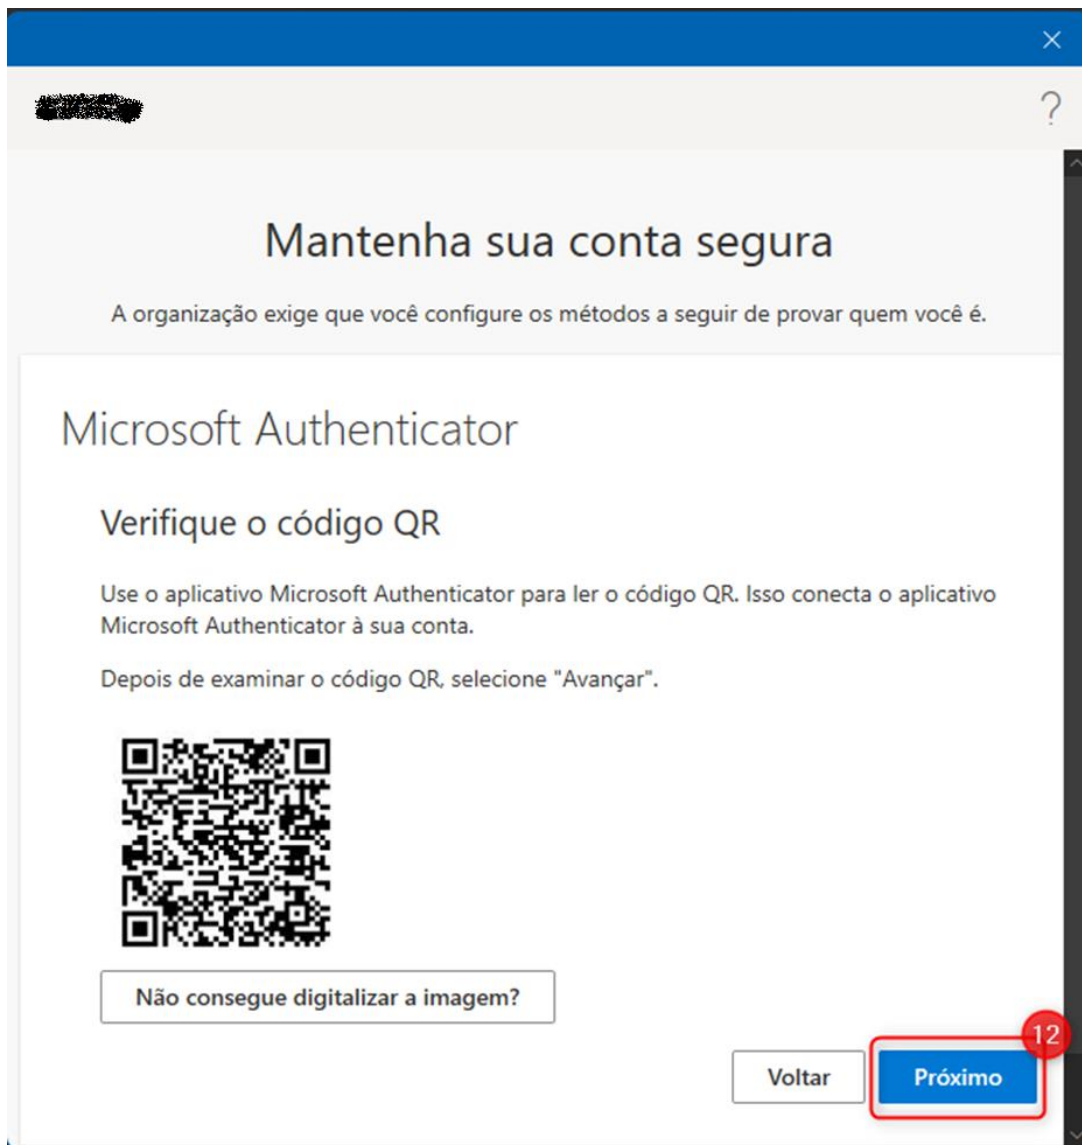 ?
Mantenha sua conta segura
A organização exige que você configure os métodos a seguir de provar quem você é.
Microsoft Authenticator
Verifique o código QR
Use o aplicativo Microsoft Authenticator para ler o código QR. Isso conecta o aplicativo
Microsoft Authenticator à sua conta.
Depois de examinar o código QR, selecione "Avançar".
Não consegue digitalizar a imagem?
12
Voltar
Próximo